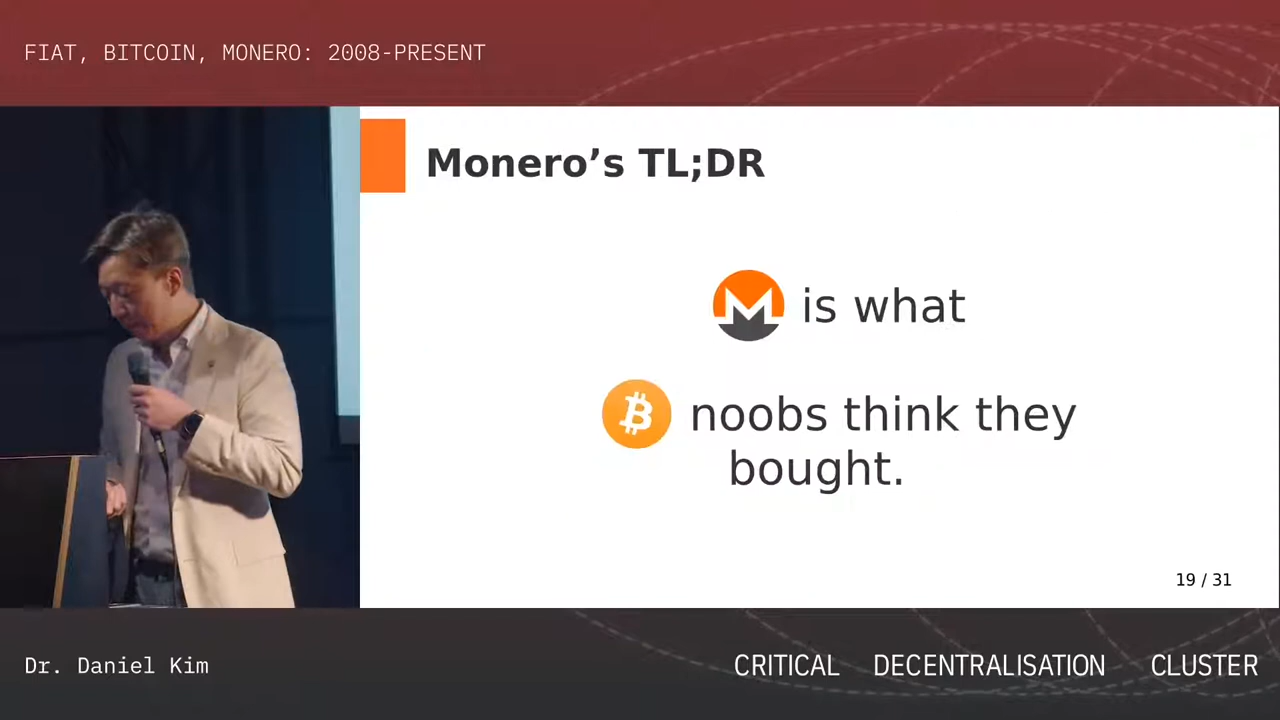 FIAT, BITCOIN, MONERO: 2008-PRESENT
Monero’s TL;DR
is what
noobs think they
bought.
19 / 31
Dr. Daniel Kim
CRITICAL DECENTRALISATION CLUSTER